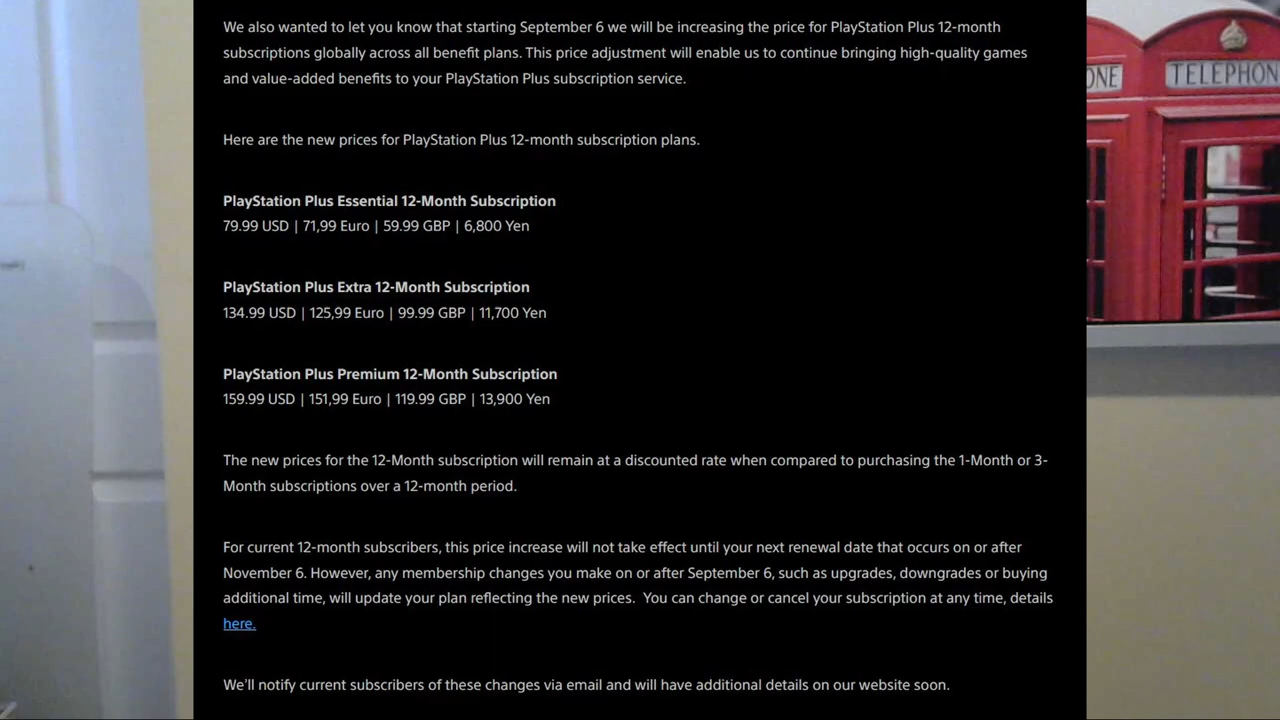 We also wanted to let you know that starting September 6 we will be increasing the price for PlayStation Plus 12-month
subscriptions globally across all benefit plans. This price adjustment will enable us to continue bringing high-quality games
and value-added benefits to your PlayStation Plus subscription service.
Here are the new prices for PlayStation Plus 12-month subscription plans.
PlayStation Plus Essential 12-Month Subscription
79.99 USD | 71,99 Euro | 59.99 GBP | 6,800 Yen
PlayStation Plus Extra 12-Month Subscription
134.99 USD | 125,99 Euro | 99.99 GBP | 11,700 Yen
PlayStation Plus Premium 12-Month Subscription
159.99 USD | 151,99 Euro | 119.99 GBP | 13,900 Yen
The new prices for the 12-Month subscription will remain at a discounted rate when compared to purchasing the 1-Month or 3-
Month subscriptions over a 12-month period.
For current 12-month subscribers, this price increase will not take effect until your next renewal date that occurs on or after
November 6. However, any membership changes you make on or after September 6, such as upgrades, downgrades or buying
additional time, will update your plan reflecting the new prices.  You can change or cancel your subscription at any time, details
here.
We'll notify current subscribers of these changes via email and will have additional details on our website soon.
ONE
TELEPHON